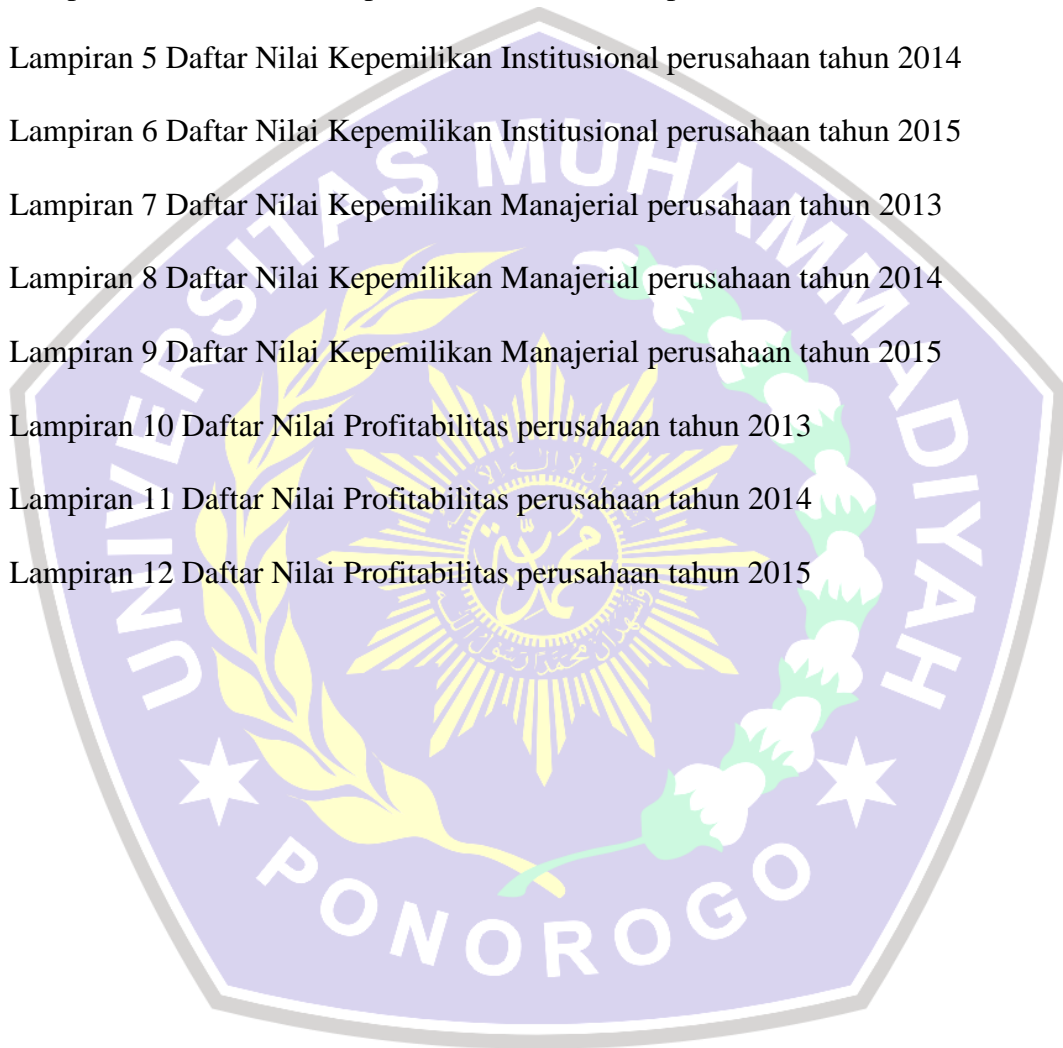 Lampiran 5 Daftar Nilai Kepemilikan Institusional perusahaan tahun 2014
Lampiran 6 Daftar Nilai Kepemilikan Institusional perusahaan tahun 2015
Lampiran 7 Daftar Nilai Kepemilikan Manajerial perusahaan tahun 2013
Lampiran 8 Daftar Nilai Kepemilikan Manajerial perusahaan tahun 2014
Lampiran 9 Daftar Nilai Kepemilikan Manajerial perusahaan tahun 2015
Lampiran 10 Daftar Nilai Profitabilitas perusahaan tahun 2013
Lampiran 11 Daftar Nilai Profitabilitas perusahaan tahun 2014
Lampiran 12 Daftar Nilai Profitabilitas perusahaan tahun 2015
UNIVERSITAS MUHAMMADIYAH
PONOROGO